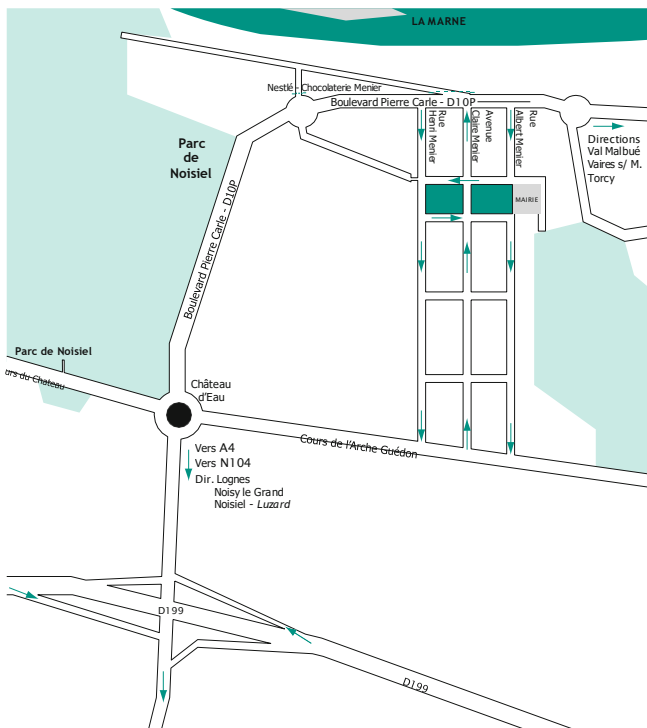 LA MARNE
Nestlé - Chocolaterie Menier
Boulevard Pierre Carle - D10P
Rue
Henri Menier
Avenue
Claire Menier
Rue
Albert Menier
Directions
Val Malbué
Vaires s/ M.
Torcy
Parc
de
Noisiel
MAIRIE
Boulevard Pierre Carle - D10P
Parc de Noisiel
urs du Chateau
Château
d'Eau
Cours de l'Arche Guédon
Vers A4
Vers N104
Dir. Lognes
Noisy le Grand
Noisiel - Luzard
D199
D199